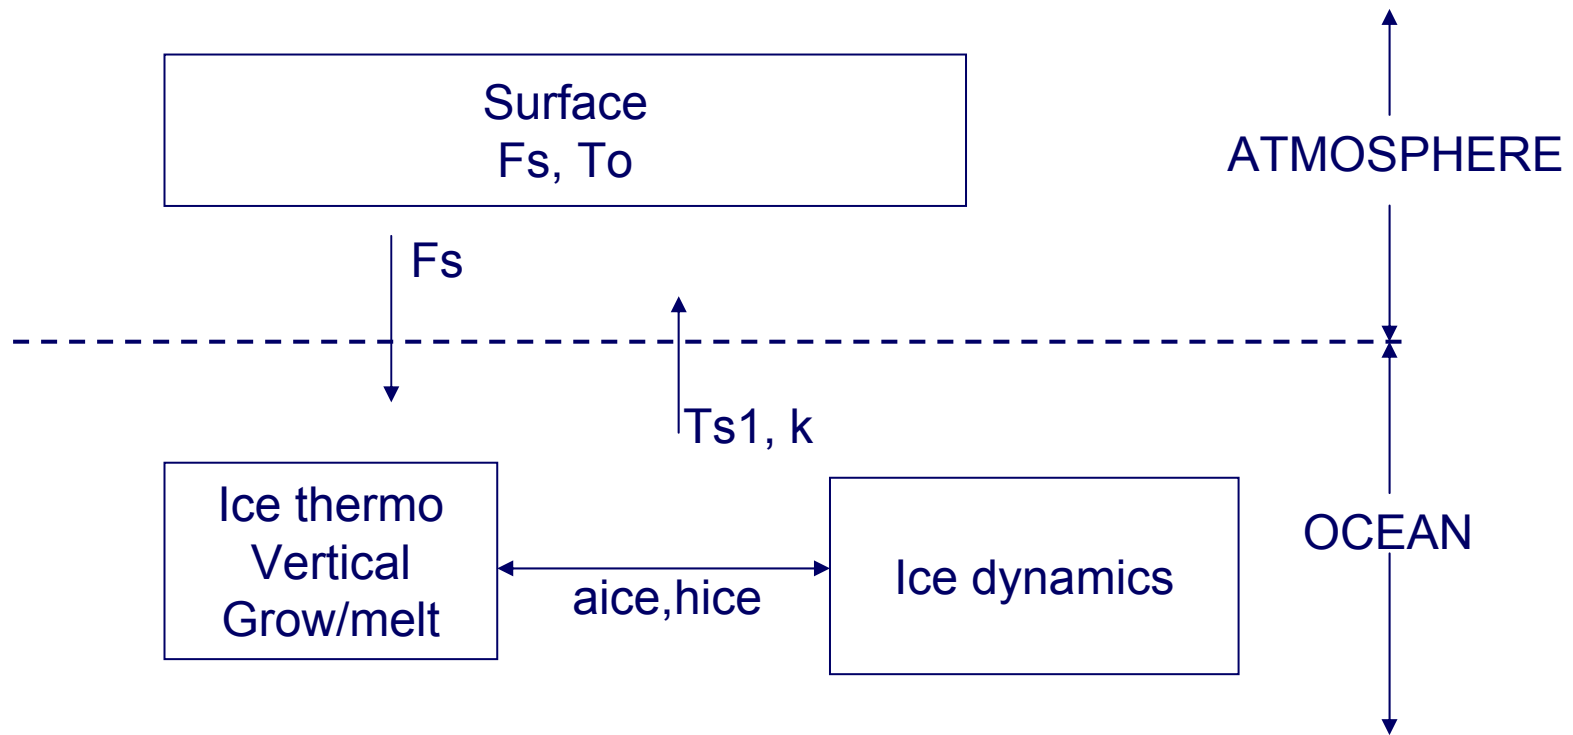 Surface
Fs, To
ATMOSPHERE
Fs
Ts1, k
Ice thermo
Vertical
Grow/melt
aice,hice
Ice dynamics
OCEAN